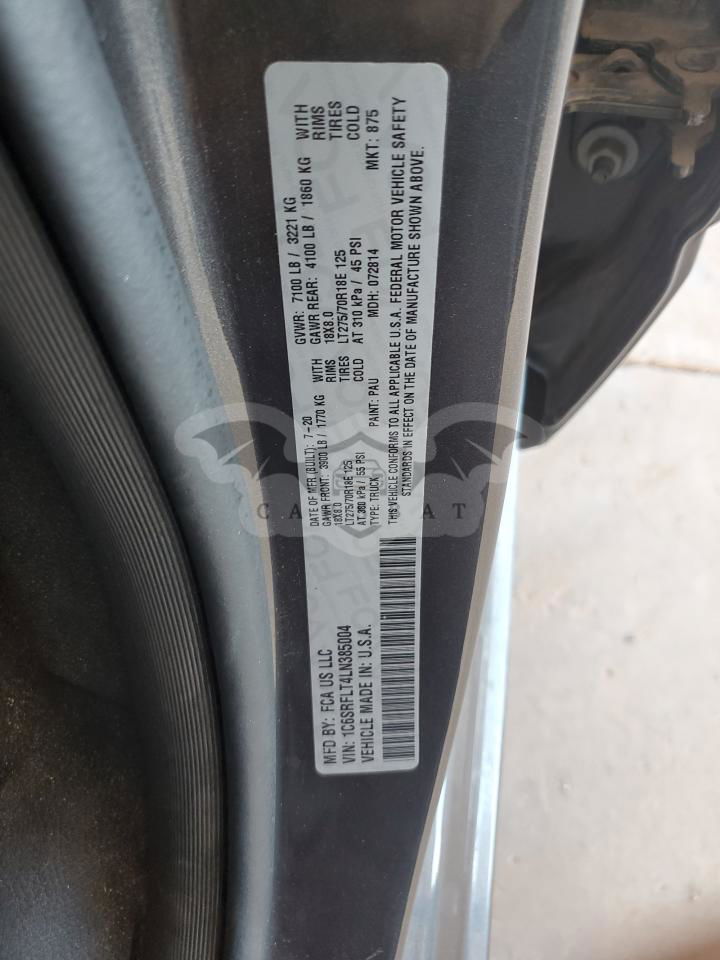 MFD BY: FCA US LLC
DATE OF MFR.(BUILT): 7-20
GVWR: 7100 LB / 3221 KG
VIN: 1C6SRFLT4LN385004
GAWR FRONT: 3900 LB / 1770 KG WITH
18X8.0 RIMS
LT275/70R18E 125 TIRES
AT 380 kPa / 55 PSI COLD
GAWR REAR: 4100 LB / 1860 KG WITH
18X8.0 RIMS
LT275/70R18E 125 TIRES
AT 310 kPa / 45 PSI COLD
VEHICLE MADE IN: U.S.A.
TYPE: TRUCK PAINT: PAU MDH: 072814 MKT: 875
THIS VEHICLE CONFORMS TO ALL APPLICABLE U.S.A. FEDERAL MOTOR VEHICLE SAFETY
STANDARDS IN EFFECT ON THE DATE OF MANUFACTURE SHOWN ABOVE.